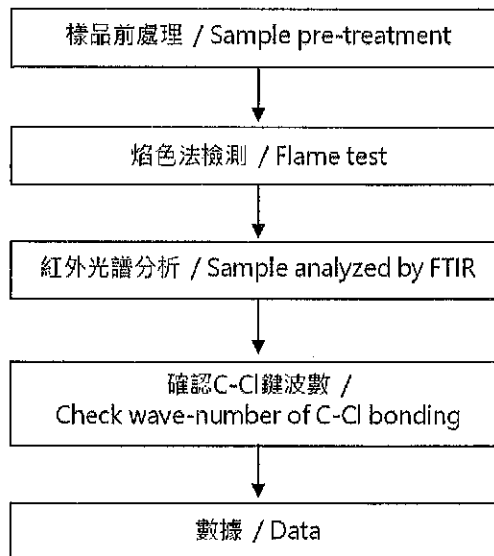 樣品前處理 / Sample pre-treatment
焰色法檢測 / Flame test
紅外光譜分析 / Sample analyzed by FTIR
確認C-Cl鍵波數 /
Check wave-number of C-Cl bonding
數據 / Data